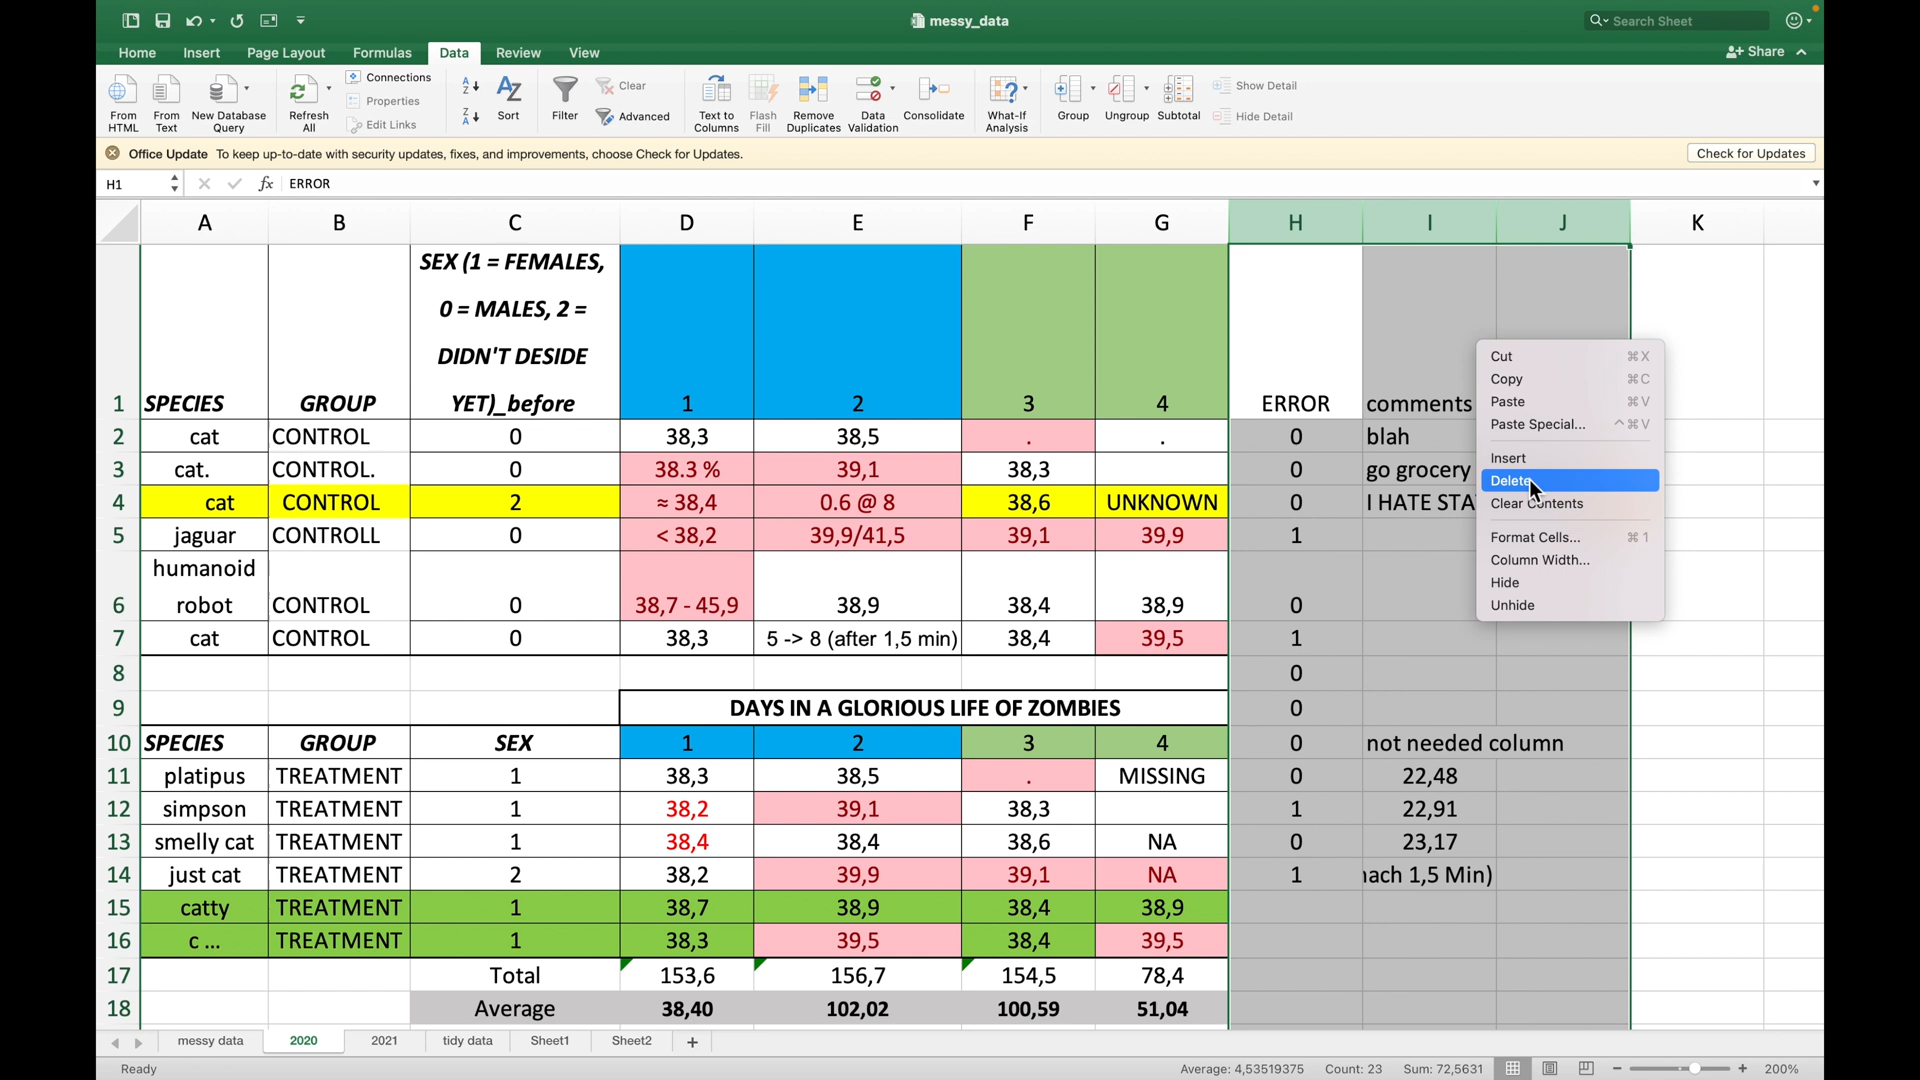 messy_data
Search Sheet
Home Insert Page Layout Formulas Data Review View
Share
From HTML
From Text
New Database Query
Refresh All
Connections
Properties
Edit Links
A Z
Z A
A Z
Sort
Filter
Clear
Advanced
Text to Columns
Flash Fill
Remove Duplicates
Data Validation
Consolidate
What-If Analysis
Group
Ungroup
Subtotal
Show Detail
Hide Detail
Office Update To keep up-to-date with security updates, fixes, and improvements, choose Check for Updates.
Check for Updates
H1 fx ERROR
A B C D E F G H I J K
SEX (1 = FEMALES,
0 = MALES, 2 =
DIDN'T DESIDE
1 SPECIES GROUP YET)_before 1 2 3 4 ERROR comments
2 cat CONTROL 0 38,3 38,5 . . 0 blah
3 cat. CONTROL. 0 38.3 % 39,1 38,3 0 go grocery
4 cat CONTROL 2 ≈ 38,4 0.6 @ 8 38,6 UNKNOWN 0 I HATE STA
5 jaguar CONTROLL 0 < 38,2 39,9/41,5 39,1 39,9 1
humanoid
6 robot CONTROL 0 38,7 - 45,9 38,9 38,4 38,9 0
7 cat CONTROL 0 38,3 5 -> 8 (after 1,5 min) 38,4 39,5 1
8 0
9 DAYS IN A GLORIOUS LIFE OF ZOMBIES 0
10 SPECIES GROUP SEX 1 2 3 4 0 not needed column
11 platipus TREATMENT 1 38,3 38,5 . MISSING 0 22,48
12 simpson TREATMENT 1 38,2 39,1 38,3 1 22,91
13 smelly cat TREATMENT 1 38,4 38,4 38,6 NA 0 23,17
14 just cat TREATMENT 2 38,2 39,9 39,1 NA 1 nach 1,5 Min)
15 catty TREATMENT 1 38,7 38,9 38,4 38,9
16 c ... TREATMENT 1 38,3 39,5 38,4 39,5
17 Total 153,6 156,7 154,5 78,4
18 Average 38,40 102,02 100,59 51,04
Cut ⌘X
Copy ⌘C
Paste ⌘V
Paste Special... ^⌘V
Insert
Delete
Clear Contents
Format Cells... ⌘1
Column Width...
Hide
Unhide
messy data 2020 2021 tidy data Sheet1 Sheet2 +
Ready Average: 4,53519375 Count: 23 Sum: 72,5631 200%